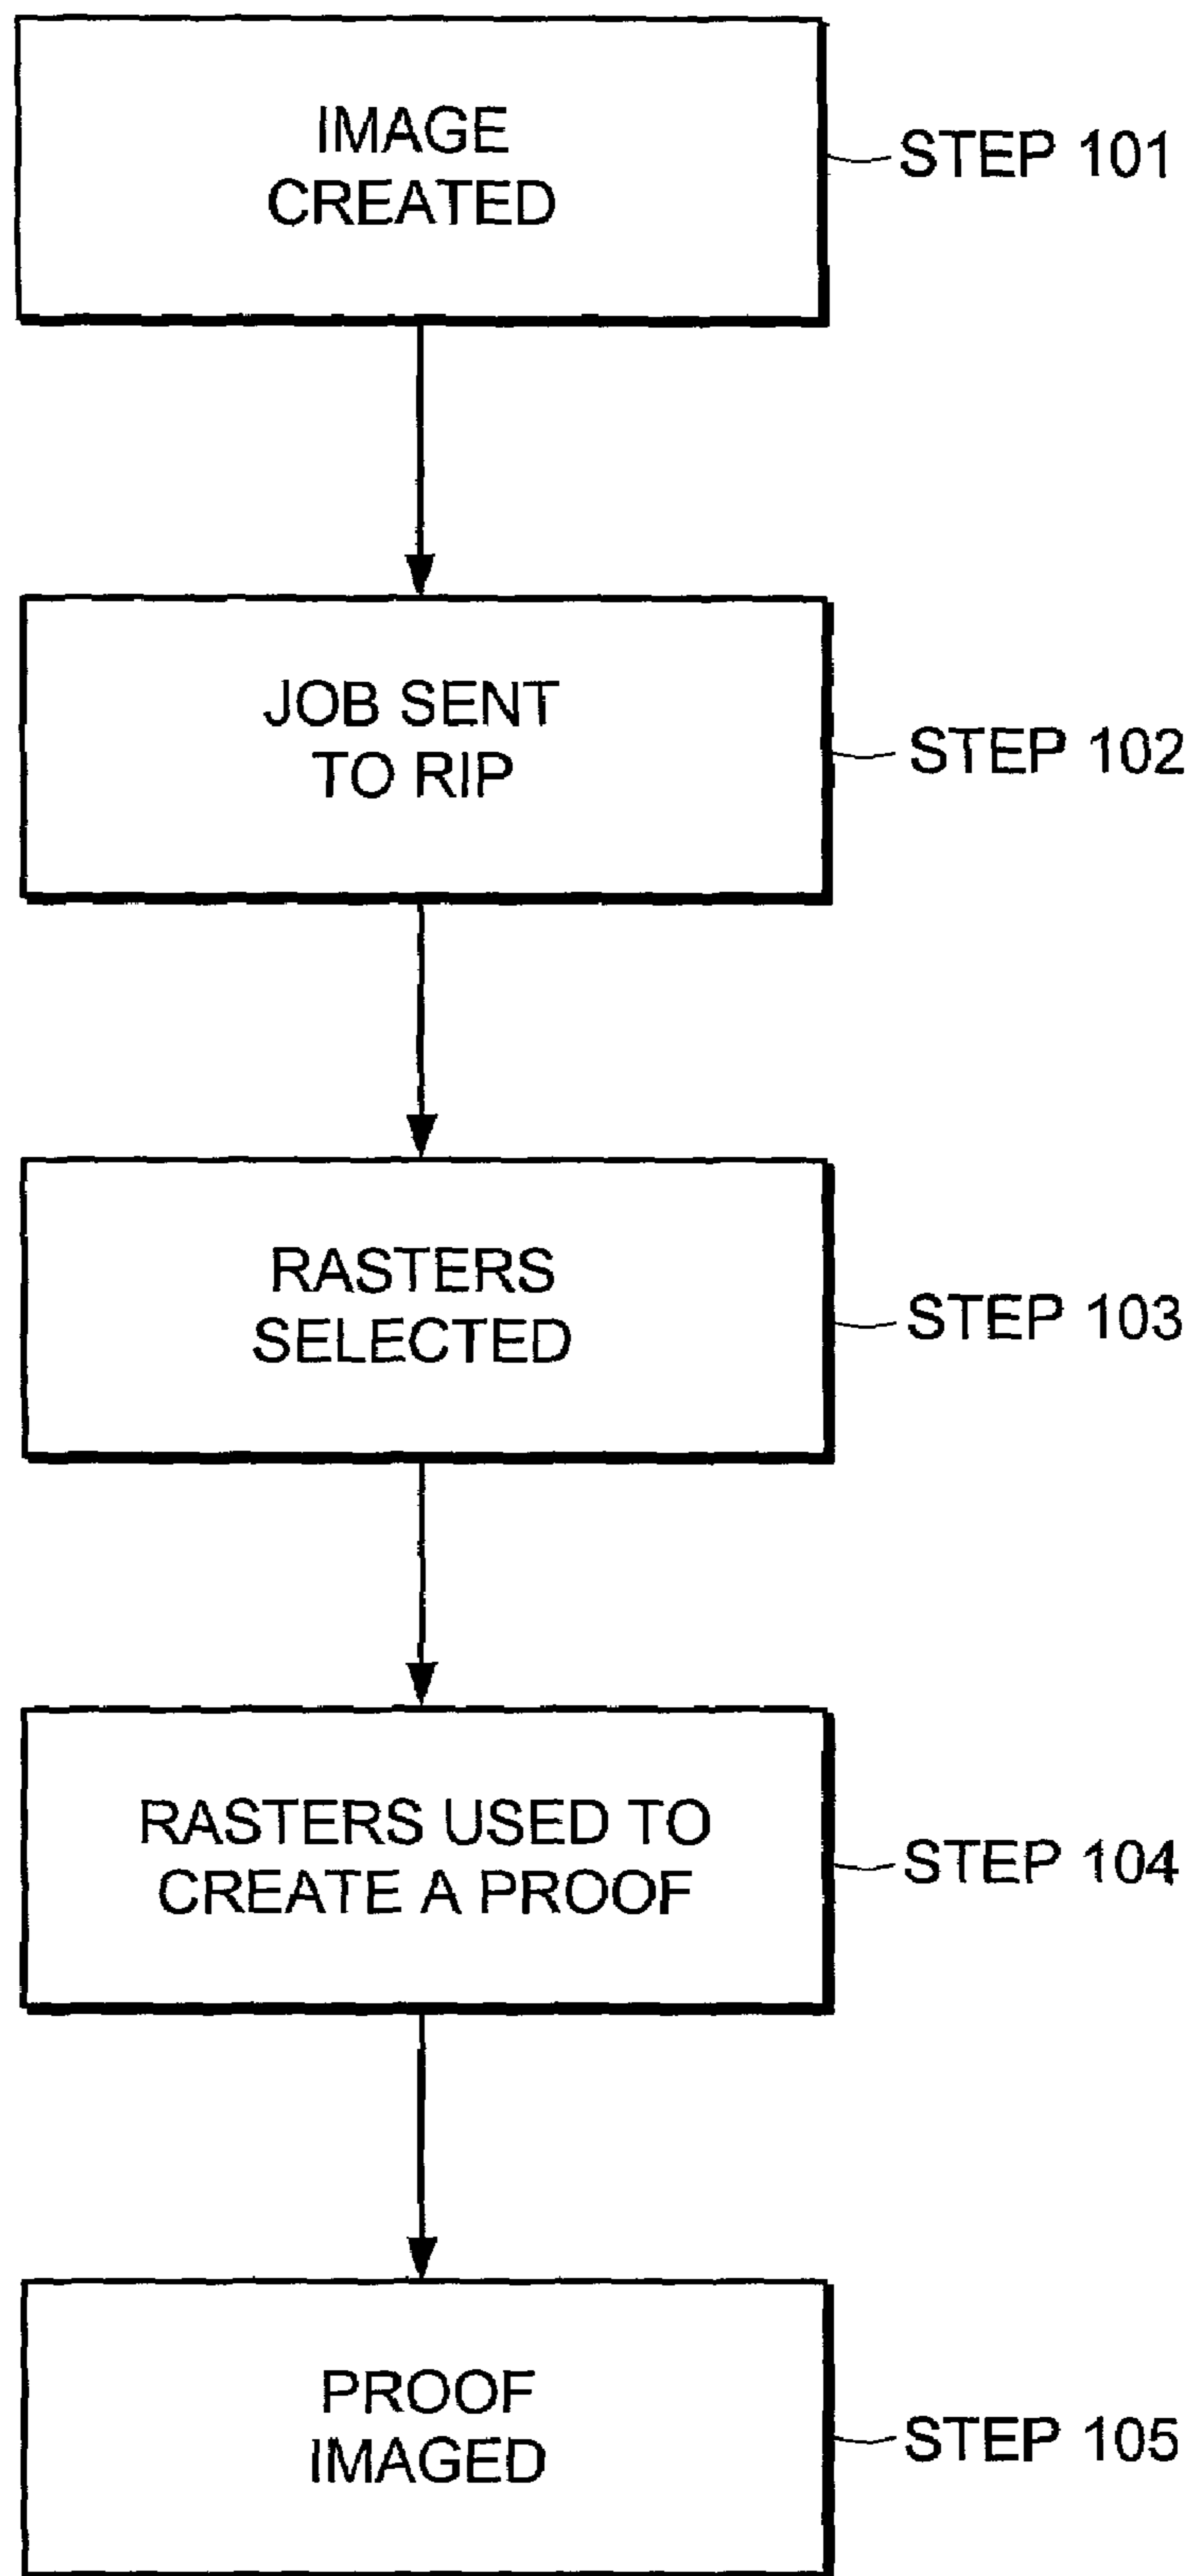 IMAGE
CREATED
STEP 101
JOB SENT
TO RIP
STEP 102
RASTERS
SELECTED
STEP 103
RASTERS USED TO
CREATE A PROOF
STEP 104
PROOF
IMAGED
STEP 105